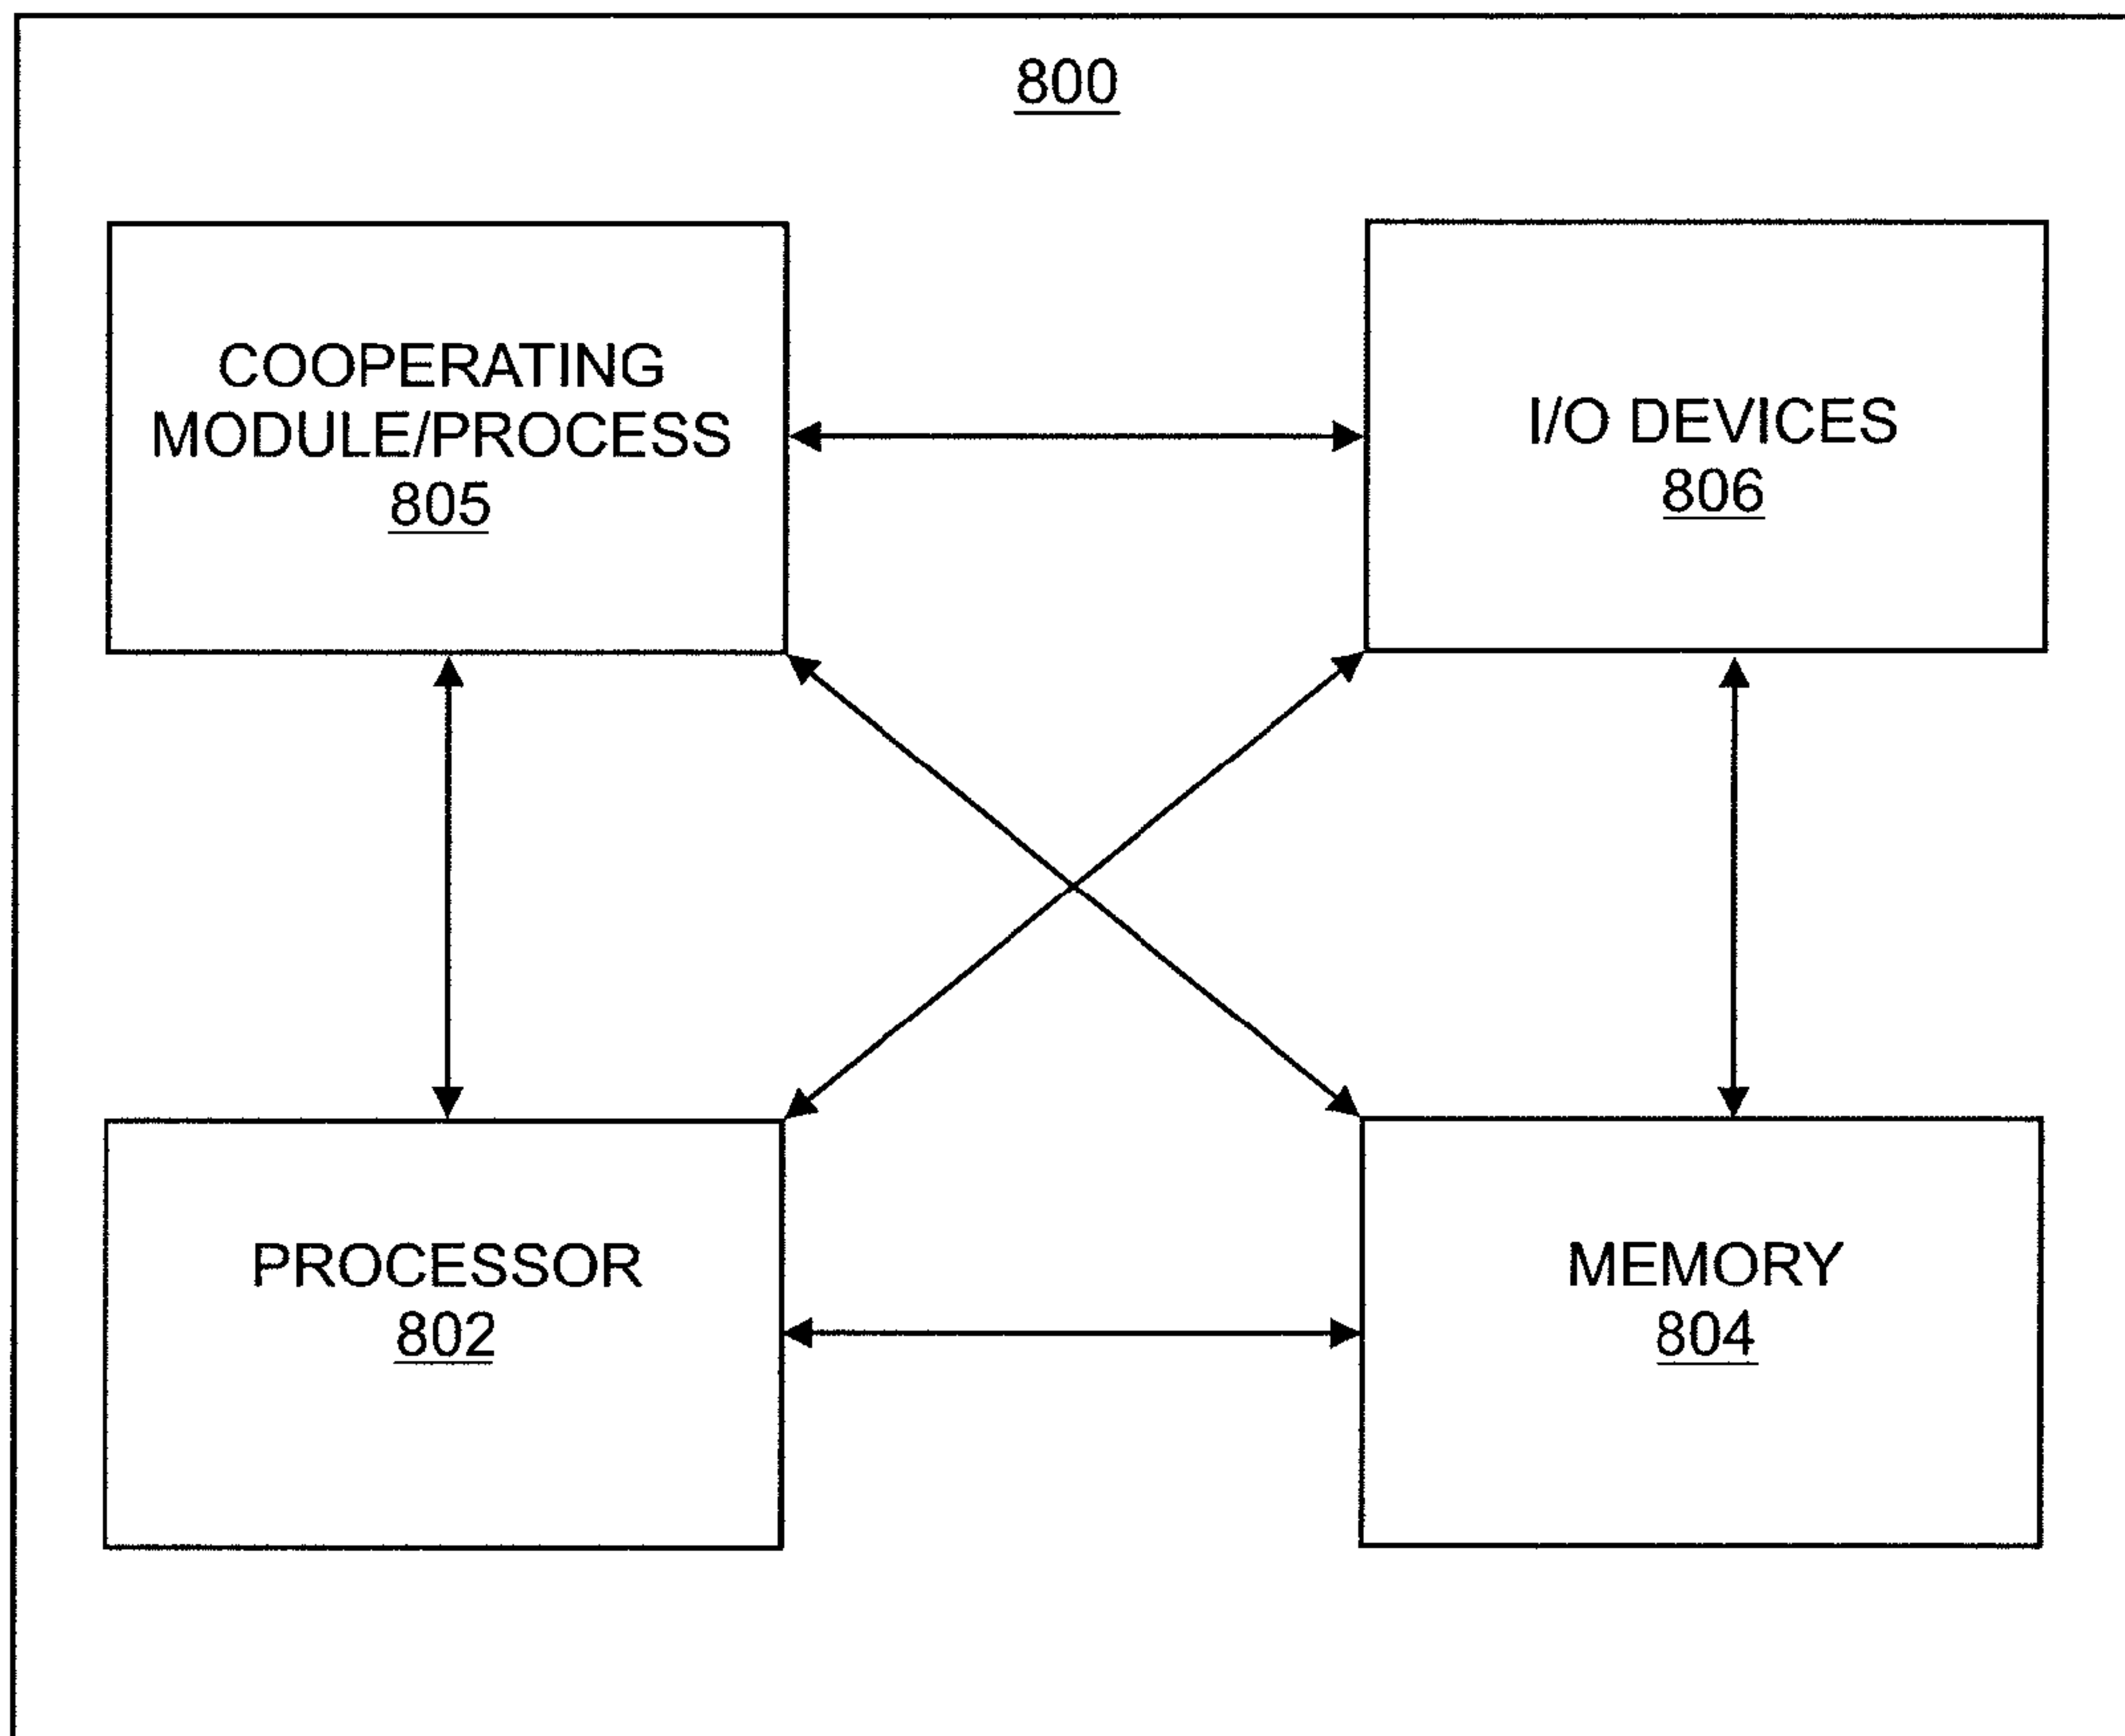 800
COOPERATING
MODULE/PROCESS
805
I/O DEVICES
806
PROCESSOR
802
MEMORY
804